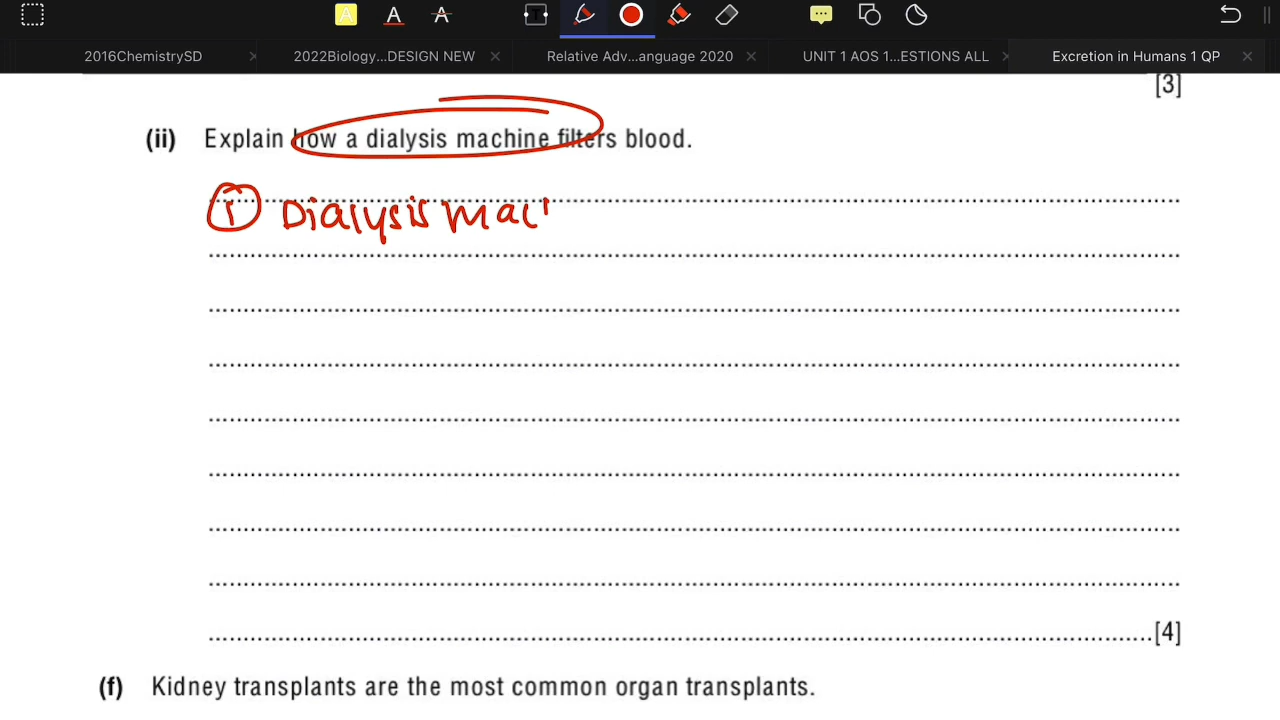 A A A T
2016ChemistrySD × 2022Biology...DESIGN NEW × Relative Adv...anguage 2020 × UNIT 1 AOS 1...ESTIONS ALL × Excretion in Humans 1 QP ×
[3]
(ii) Explain how a dialysis machine filters blood.
① Dialysis mac
[4]
(f) Kidney transplants are the most common organ transplants.